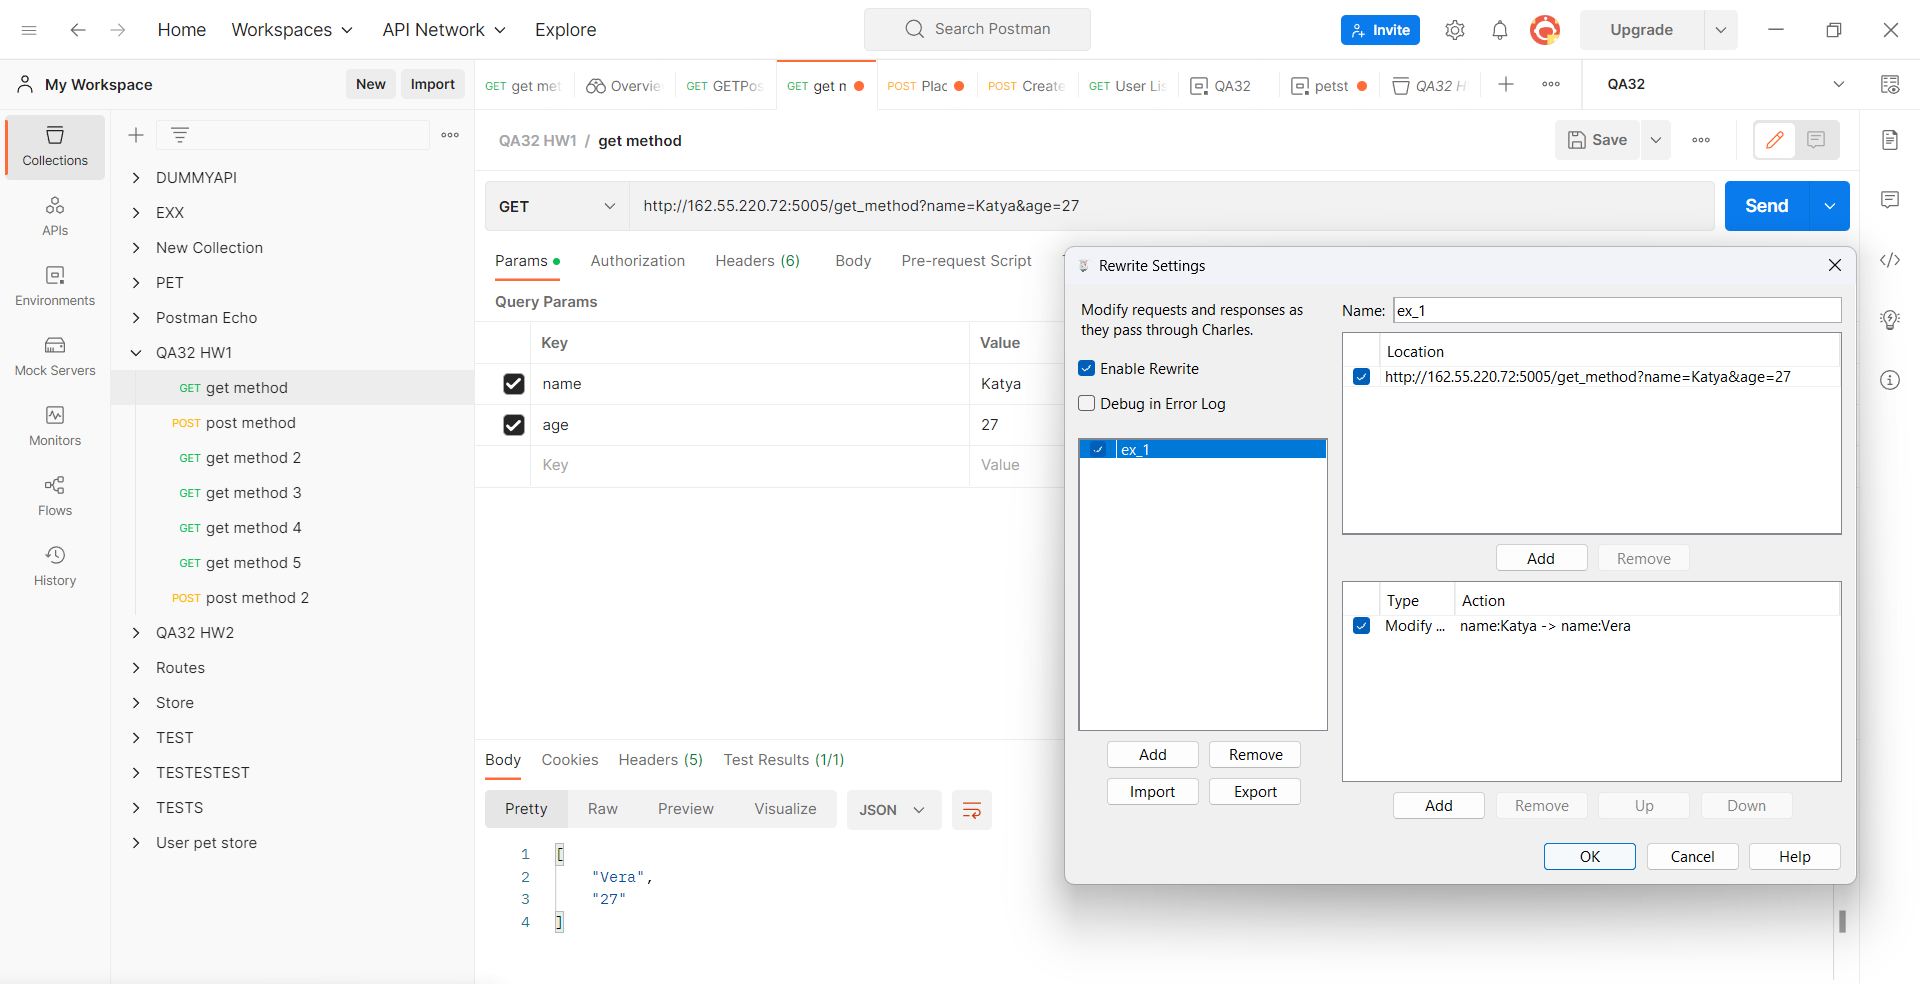 Home Workspaces API Network Explore Search Postman Invite Upgrade
My Workspace New Import
GET get met Overvie GET GETPos GET get n POST Plac POST Create GET User Lis QA32 petst QA32 H QA32
Collections
APIs
Environments
Mock Servers
Monitors
Flows
History
DUMMYAPI
EXX
New Collection
PET
Postman Echo
QA32 HW1
GET get method
POST post method
GET get method 2
GET get method 3
GET get method 4
GET get method 5
POST post method 2
QA32 HW2
Routes
Store
TEST
TESTESTEST
TESTS
User pet store
QA32 HW1 / get method Save
GET http://162.55.220.72:5005/get_method?name=Katya&age=27 Send
Params Authorization Headers (6) Body Pre-request Script
Query Params
Key Value
name Katya
age 27
Key Value
Body Cookies Headers (5) Test Results (1/1)
Pretty Raw Preview Visualize JSON
1 [
2 "Vera",
3 "27"
4 ]
Rewrite Settings
Modify requests and responses as
they pass through Charles.
Enable Rewrite
Debug in Error Log
ex_1
Add Remove
Import Export
Name: ex_1
Location
http://162.55.220.72:5005/get_method?name=Katya&age=27
Add Remove
Type Action
Modify ... name:Katya -> name:Vera
Add Remove Up Down
OK Cancel Help